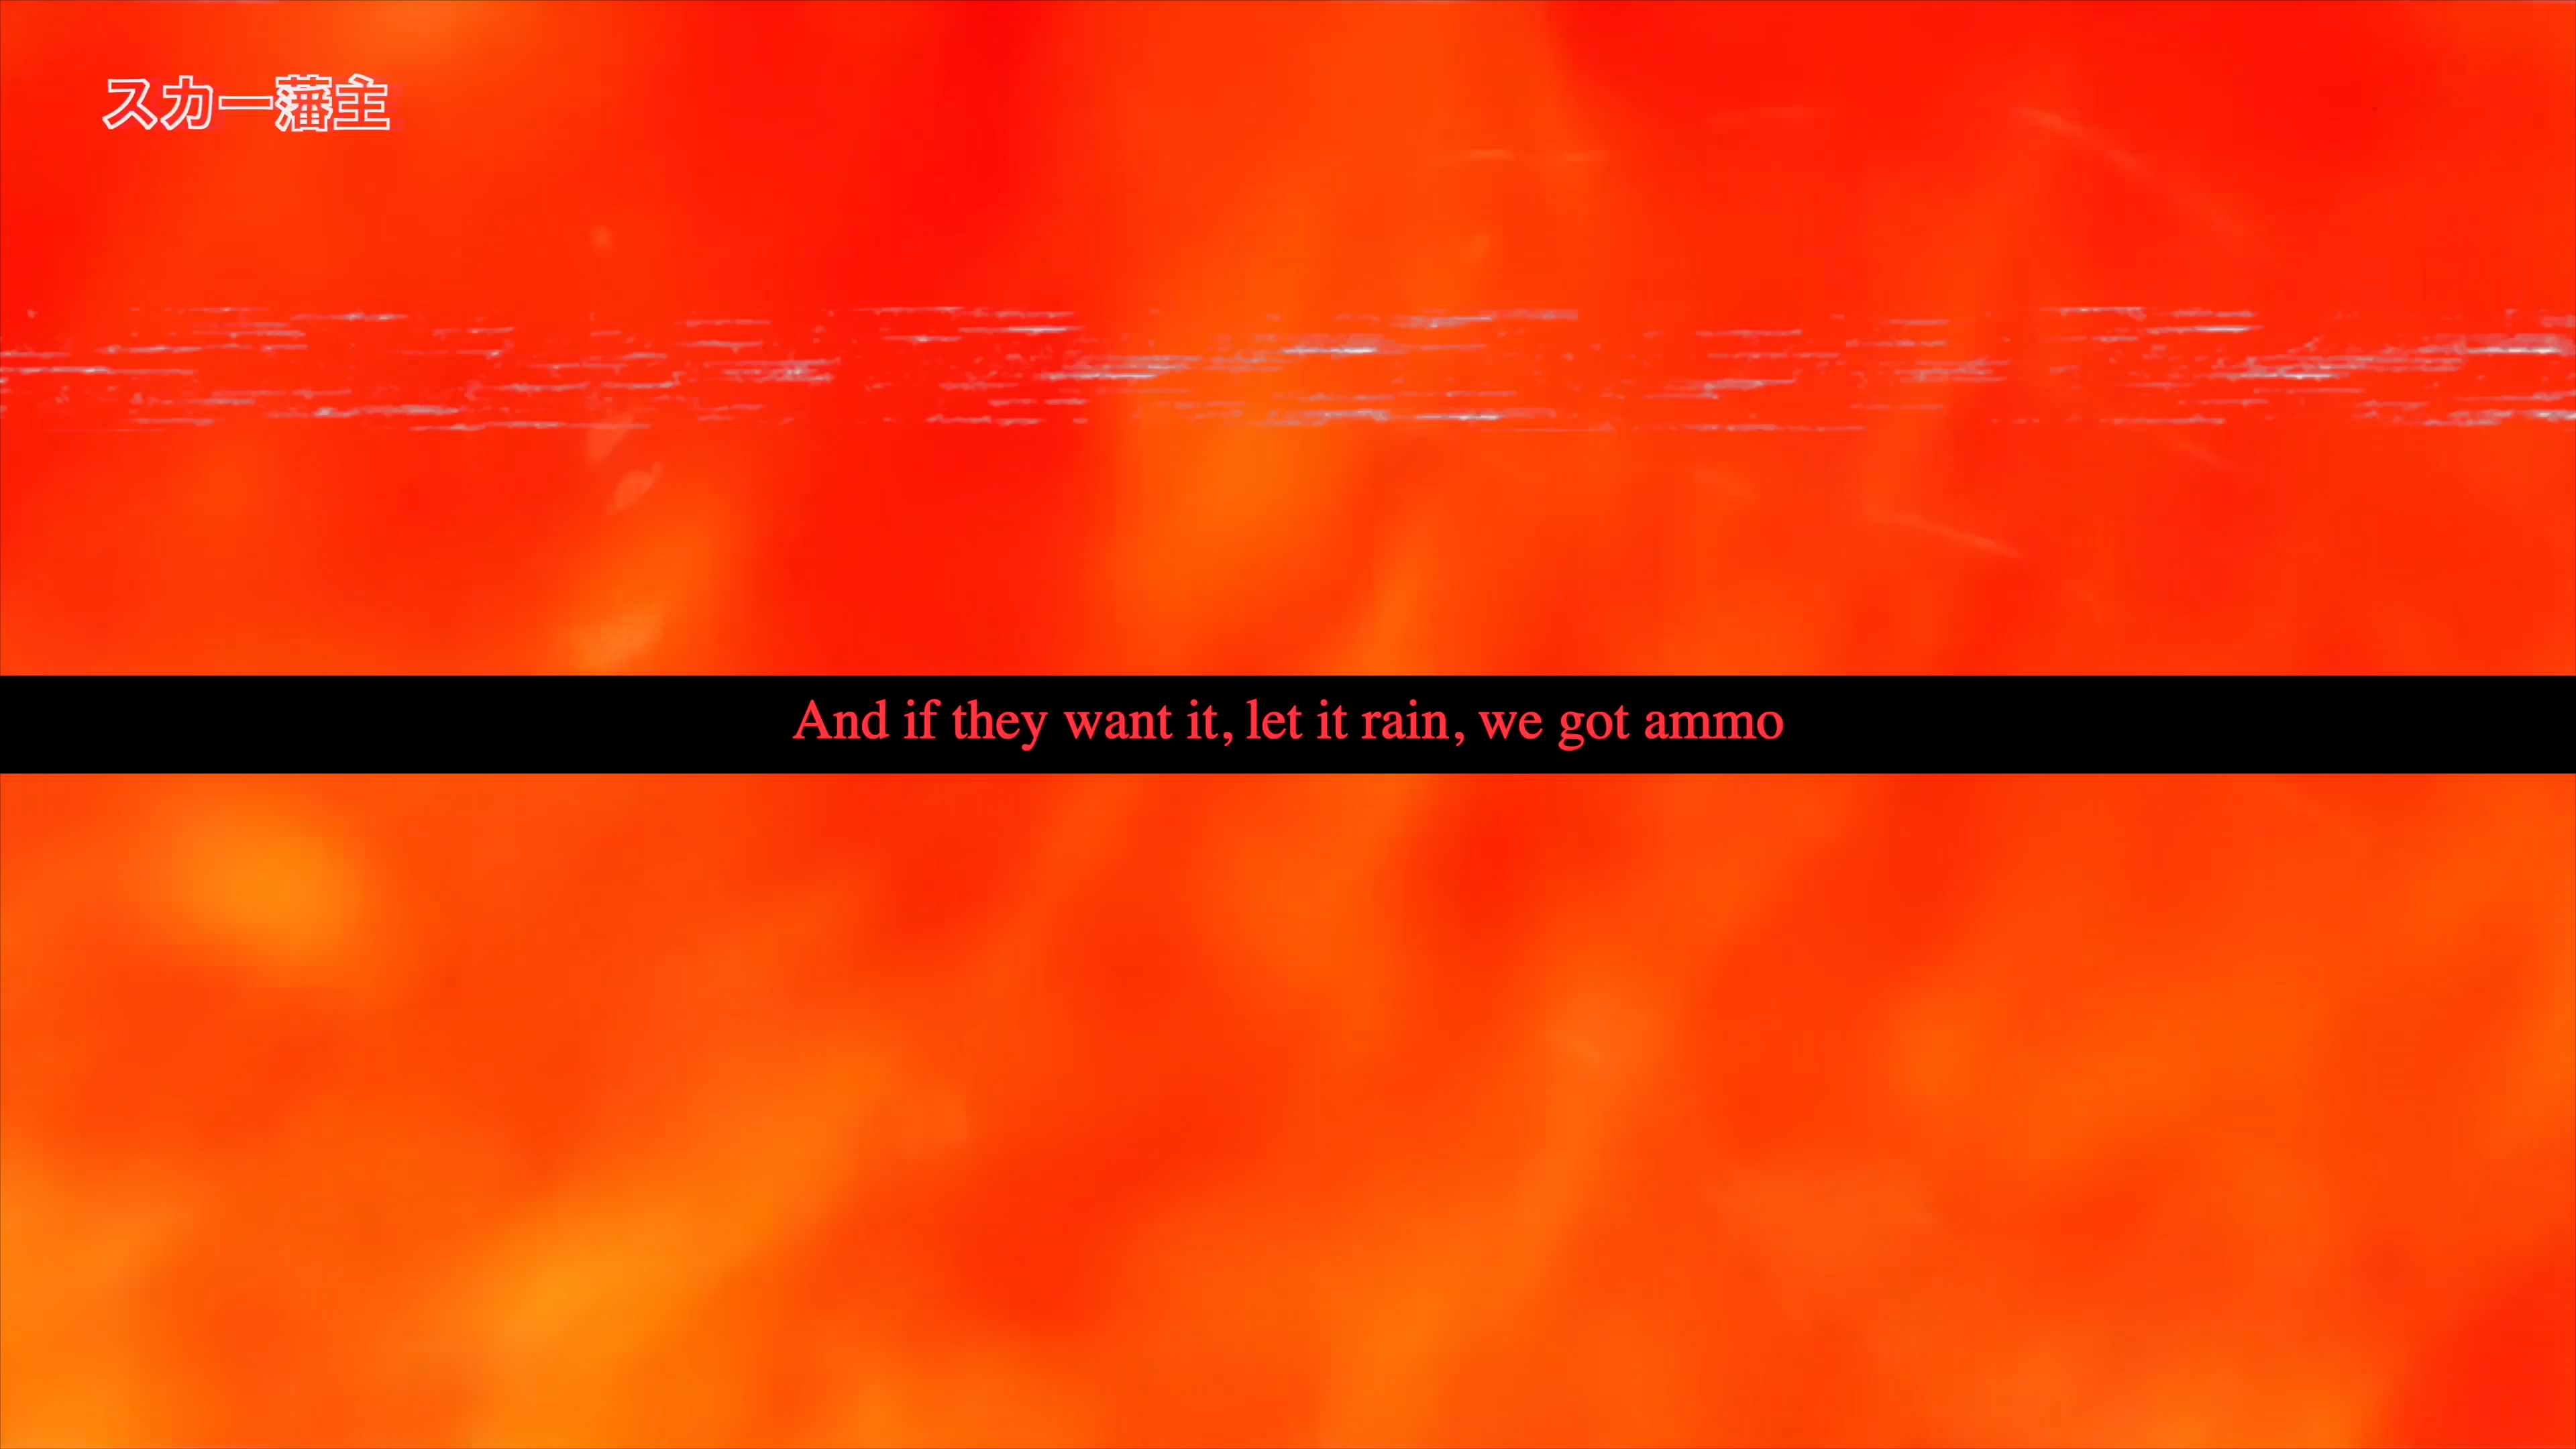 スカー藩主
And if they want it, let it rain, we got ammo